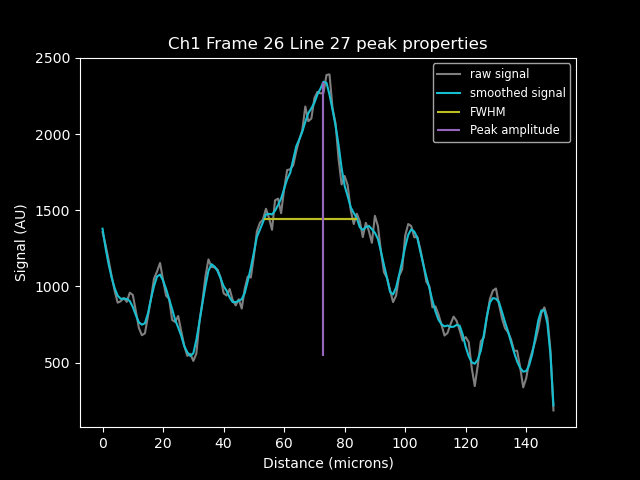 Ch1 Frame 26 Line 27 peak properties
raw signal
smoothed signal
FWHM
Peak amplitude
Signal (AU)
2500
2000
1500
1000
500
0 20 40 60 80 100 120 140
Distance (microns)